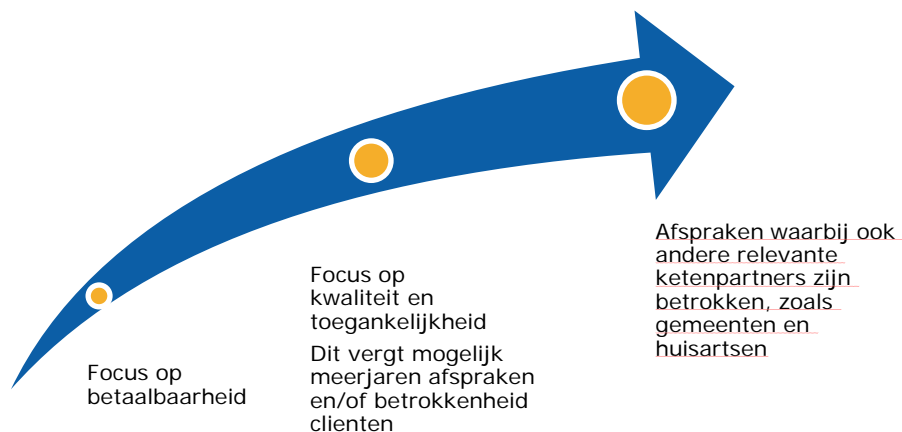 Focus op
betaalbaarheid
Focus op
kwaliteit en
toegankelijkheid
Dit vergt mogelijk
meerjaren afspraken
en/of betrokkenheid
clienten
Afspraken waarbij ook
andere relevante
ketenpartners zijn
betrokken, zoals
gemeenten en
huisartsen